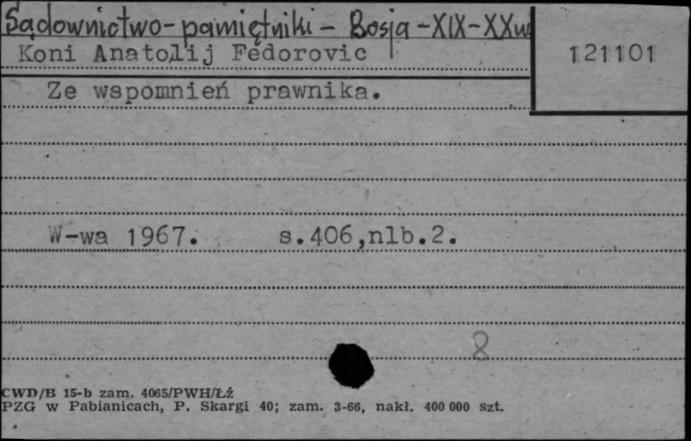 Sądownictwo-pamiętniki - Rosja -XIX-XXw
Koni Anatolij Fedorovic
121101
Ze wspomnień prawnika.
W-wa 1967. s.406,nlb.2.
8
CWD/B 15-b zam. 4065/PWH/Łź
PZG w Pabianicach, P. Skargi 40; zam. 3-66, nakł. 400 000 szt.